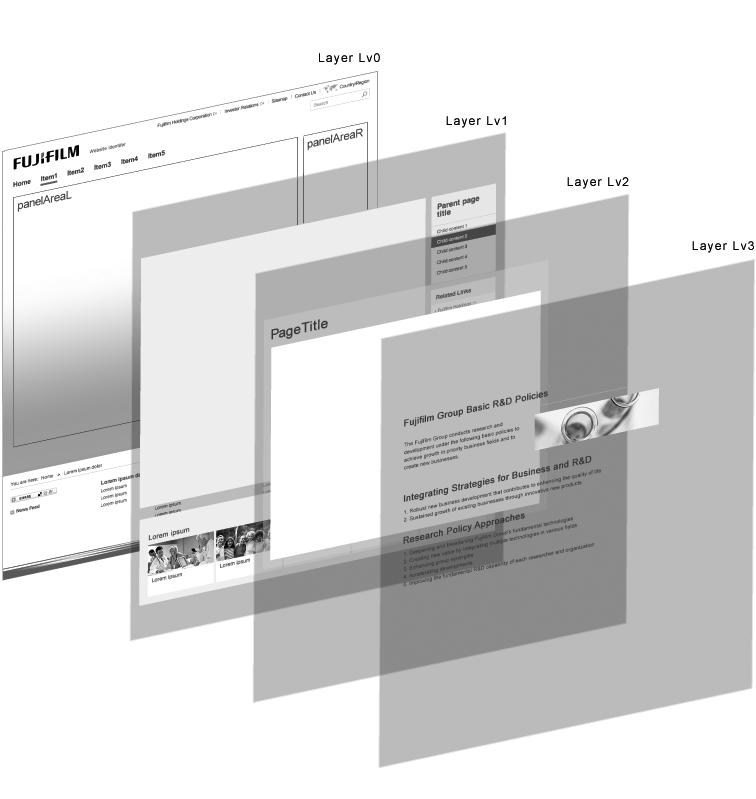 Layer Lv0
Fujifilm Holdings Corporation
Investor Relations
Sitemap
Contact Us
Country/Region
Search
FUJIFILM
Website Identifier
Home
Item1
Item2
Item3
Item4
Item5
panelAreaL
panelAreaR
You are here: Home > Lorem ipsum dolor
SHARE
News Feed
Lorem ipsum do
Lorem ipsum
Lorem ipsum
Lorem ipsum
Layer Lv1
Parent page
title
Child content 1
Child content 2
Child content 3
Child content 4
Child content 5
Related Links
Lorem ipsum
Lorem ipsum
Lorem ipsum
Lorem ipsum
Lorem ipsum
Layer Lv2
PageTitle
Layer Lv3
Fujifilm Group Basic R&D Policies
The Fujifilm Group conducts research and
development under the following basic policies to
achieve growth in priority business fields and to
create new businesses.
Integrating Strategies for Business and R&D
1. Robust new business development that contributes to enhancing the quality of life
2. Sustained growth of existing businesses through innovative new products
Research Policy Approaches
1. Deepening and broadening Fujifilm Group's fundamental technologies
2. Creating new value by integrating multiple technologies in various fields
3. Enhancing group synergies
4. Accelerating developments
5. Improving the fundamental R&D capability of each researcher and organization